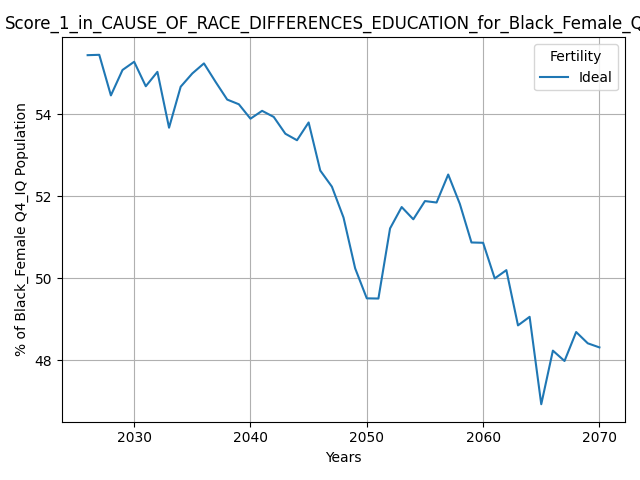 Score_1_in_CAUSE_OF_RACE_DIFFERENCES_EDUCATION_for_Black_Female_Q
Fertility
Ideal
% of Black_Female Q4_IQ Population
54
52
50
48
2030 2040 2050 2060 2070
Years